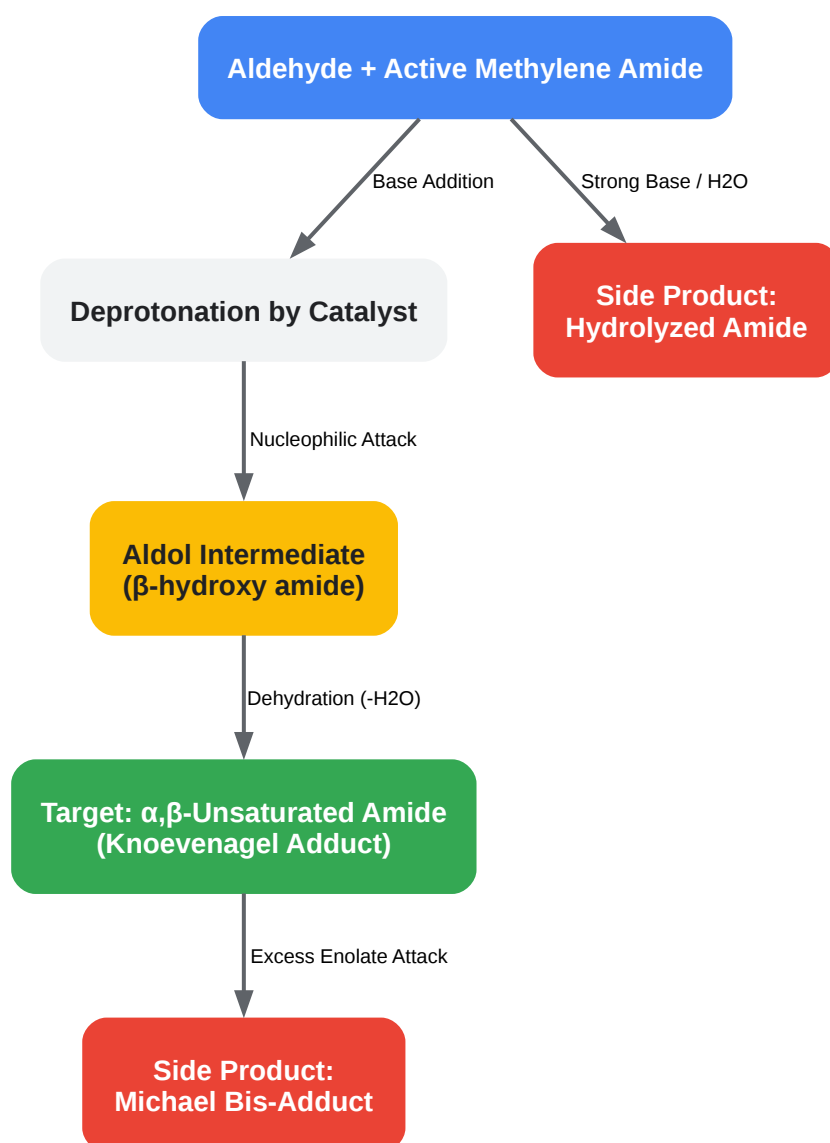 Aldehyde + Active Methylene Amide
Base Addition
Strong Base / H2O
Deprotonation by Catalyst
Side Product:
Hydrolyzed Amide
Nucleophilic Attack
Aldol Intermediate
(β-hydroxy amide)
Dehydration (-H2O)
Target: α,β-Unsaturated Amide
(Knoevenagel Adduct)
Excess Enolate Attack
Side Product:
Michael Bis-Adduct